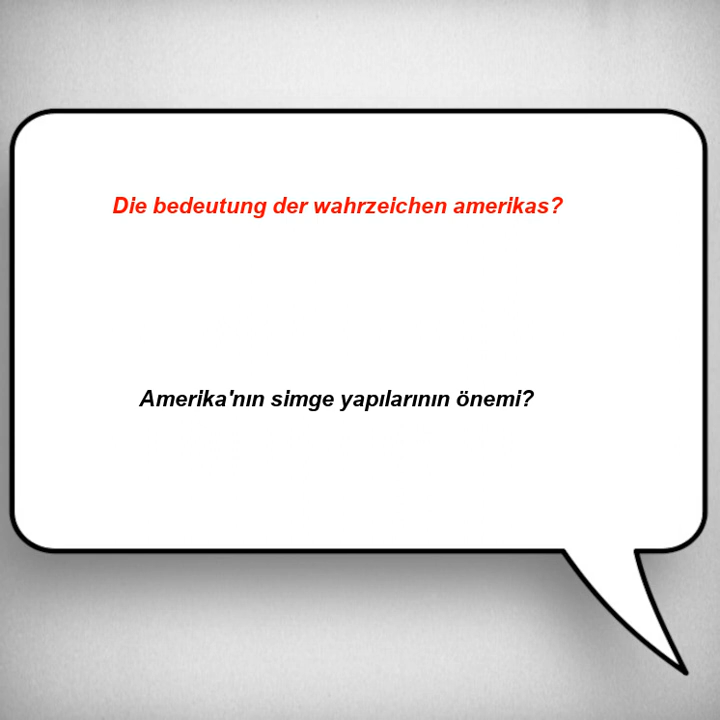 Die bedeutung der wahrzeichen amerikas?
Amerika'nın simge yapılarının önemi?